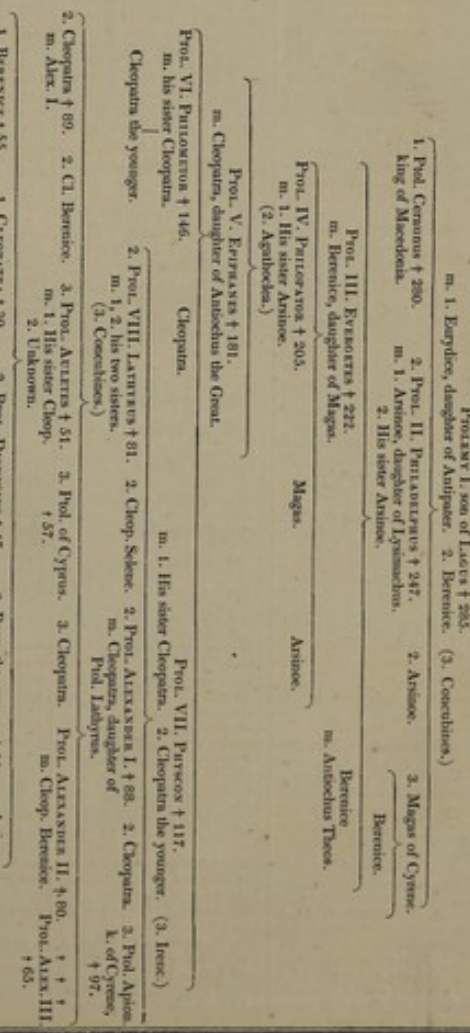 PTOLEMY I. son of LAGUS † 285.
m. 1. Eurydice, daughter of Antipater. 2. Berenice. (3. Concubines.)
1. Ptol. Ceraunus † 280. 2. PTOL. II. PHILADELPHUS † 247. 2. Arsinoe. 3. Magas of Cyrene.
king of Macedonia. m. 1. Arsinoe, daughter of Lysimachus.
2. His sister Arsinoe. Berenice.
PTOL. III. EVERGETES † 222. Berenice
m. Berenice, daughter of Magas. m. Antiochus Theos.
PTOL. IV. PHILOPATOR † 205. Magas. Arsinoe.
m. 1. His sister Arsinoe.
(2. Agathoclea.)
PTOL. V. EPIPHANES † 181.
m. Cleopatra, daughter of Antiochus the Great.
PTOL. VI. PHILOMETOR † 146. Cleopatra. PTOL. VII. PHYSCON † 117.
m. his sister Cleopatra. m. 1. His sister Cleopatra. 2. Cleopatra the younger. (3. Irene.)
Cleopatra the younger. 2. PTOL. VIII. LATHYRUS † 81. 2. Cleop. Selene. 2. PTOL. ALEXANDER I. † 88. 2. Cleopatra. 3. Ptol. Apion
m. 1, 2. his two sisters. m. Cleopatra, daughter of k. of Cyrene,
(3. Concubines.) Ptol. Lathyrus. † 97.
2. Cleopatra † 89. 2. Cl. Berenice. 3. PTOL. AULETES † 51. 3. Ptol. of Cyprus. 3. Cleopatra. PTOL. ALEXANDER II. † 80. † † †
m. Alex. I. m. 1. His sister Cleop. † 57. m. Cleop. Berenice. PTOL. ALEX. III.
2. Unknown. † 65.
1. BERENICE † 55.